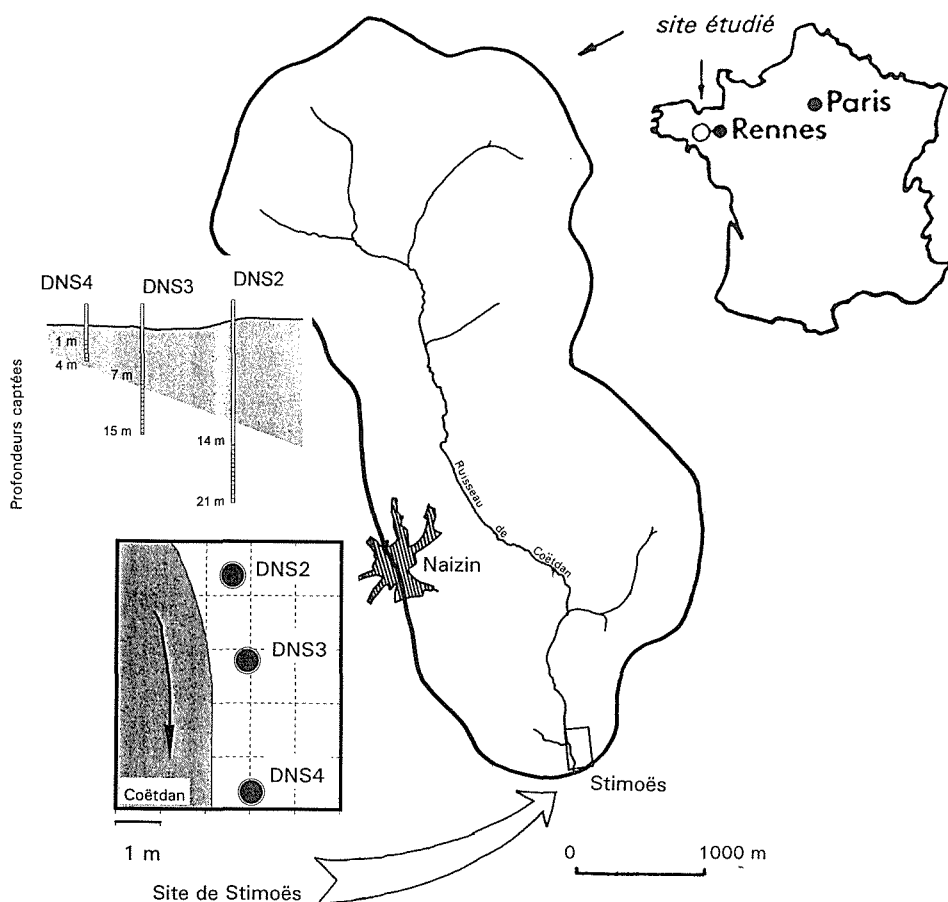 site étudié
Paris
Rennes
DNS4
DNS3
DNS2
Profondeurs captées
1 m
4 m
7 m
15 m
14 m
21 m
Ruisseau de Coëtdan
Naizin
DNS2
DNS3
DNS4
Coëtdan
1 m
Stimoës
0
1000 m
Site de Stimoës